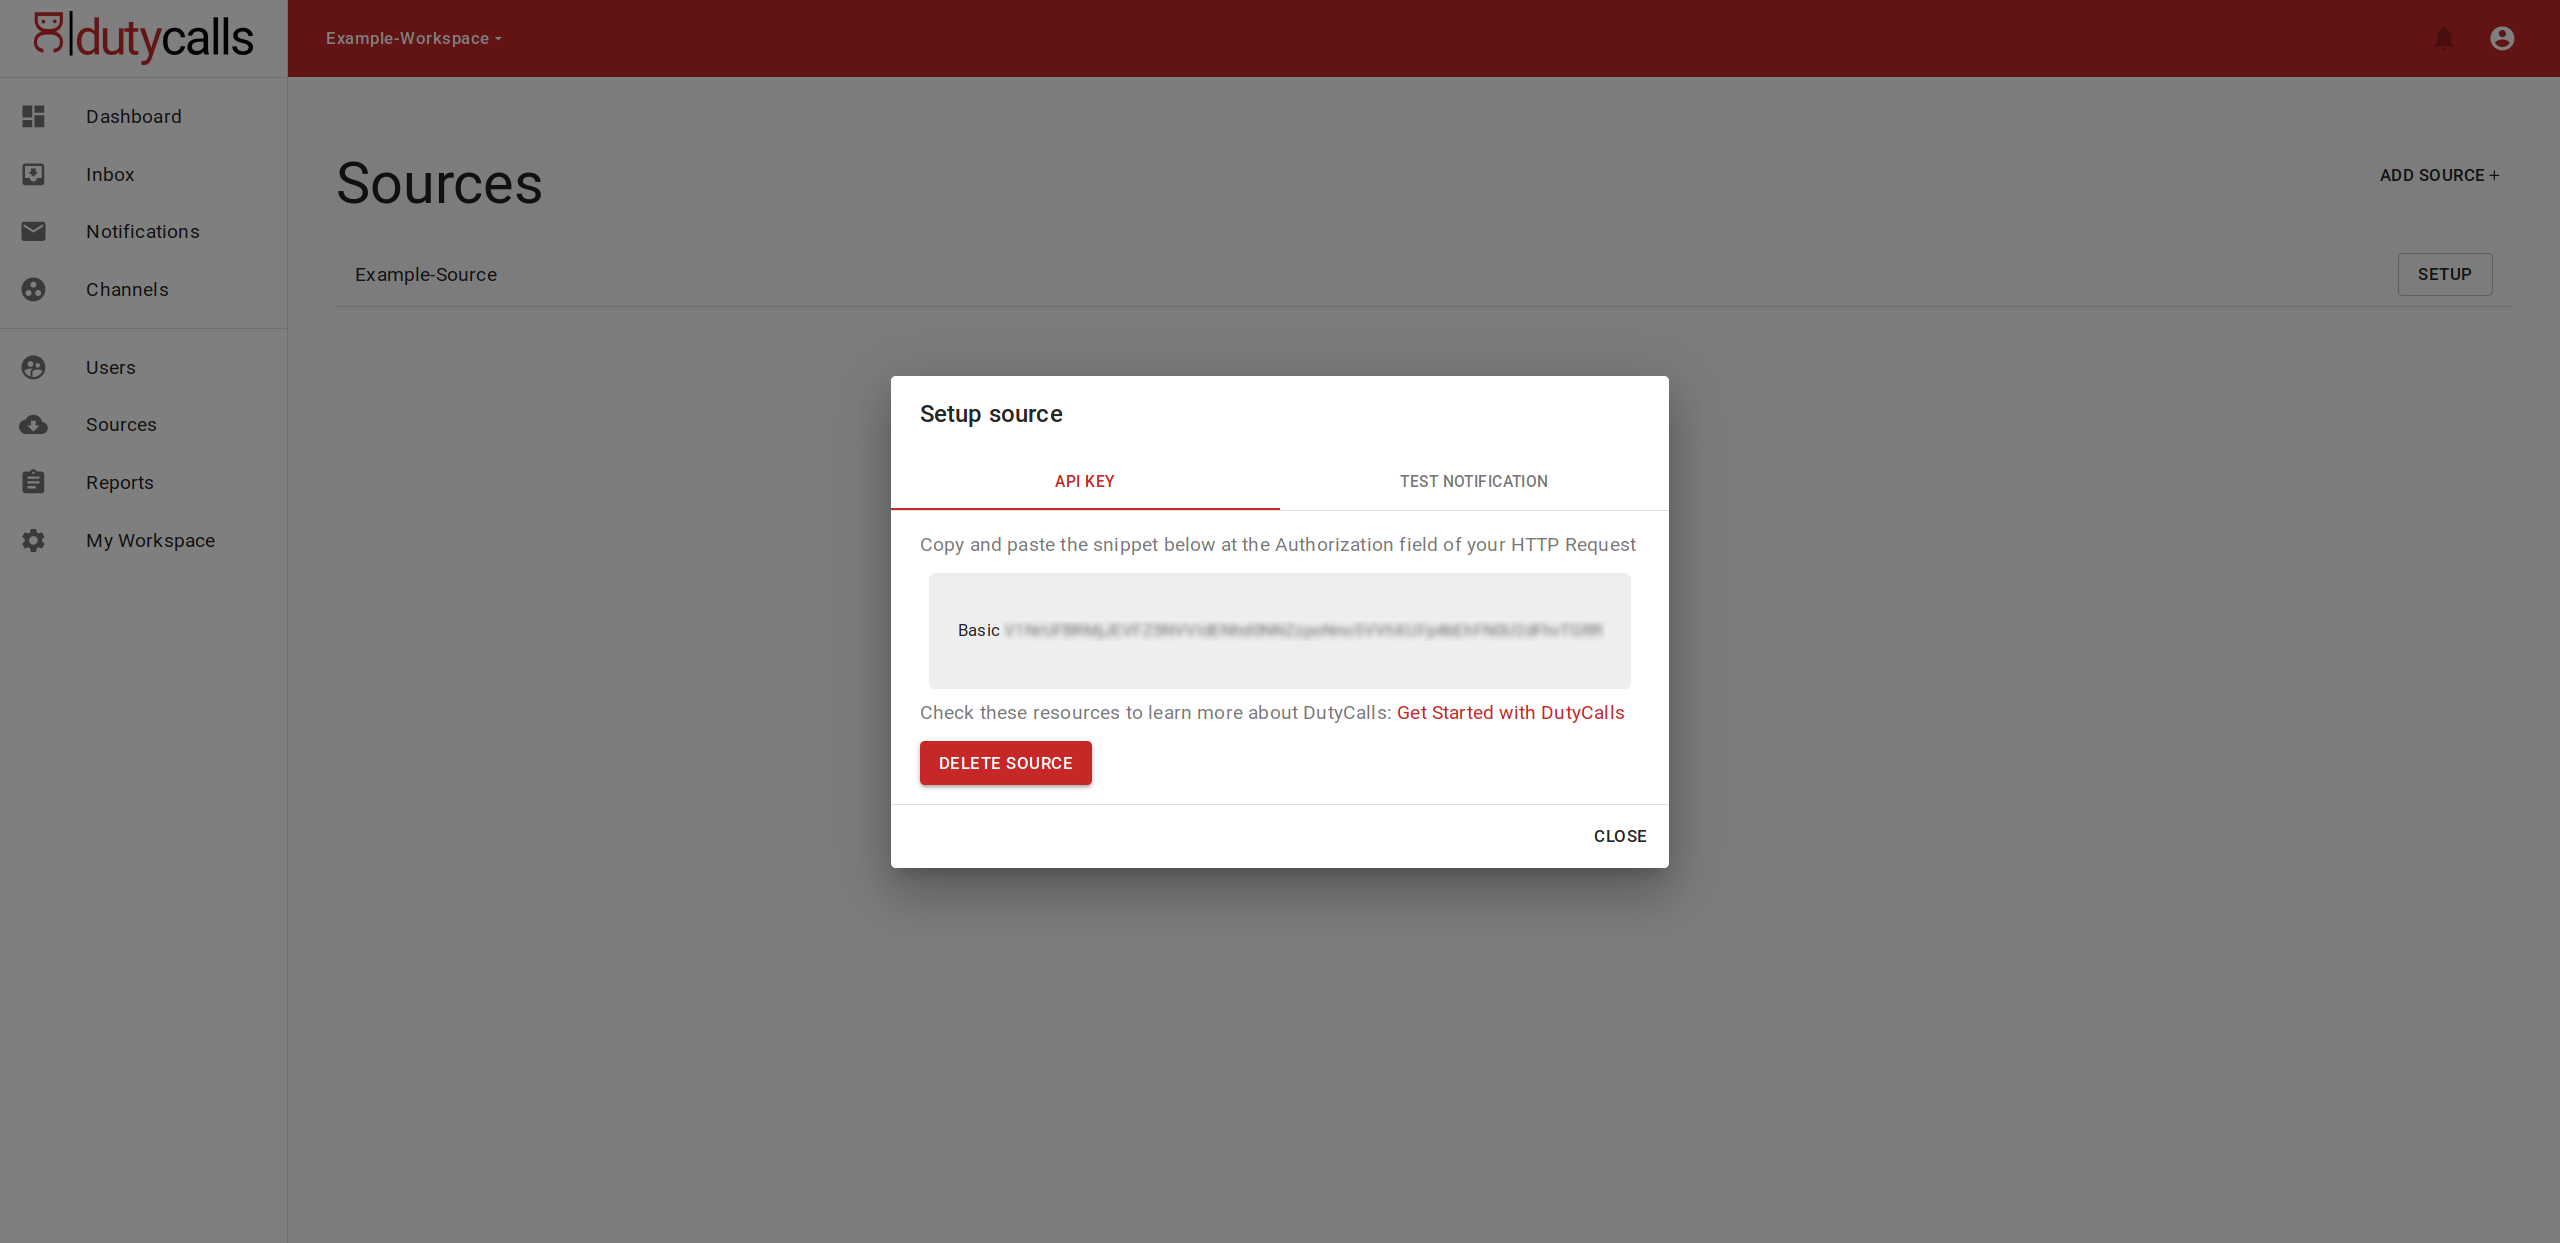 dutycalls
Example-Workspace
Dashboard
Inbox
Notifications
Channels
Users
Sources
Reports
My Workspace
Sources
ADD SOURCE +
Example-Source
SETUP
Setup source
API KEY
TEST NOTIFICATION
Copy and paste the snippet below at the Authorization field of your HTTP Request
Basic
Check these resources to learn more about DutyCalls: Get Started with DutyCalls
DELETE SOURCE
CLOSE